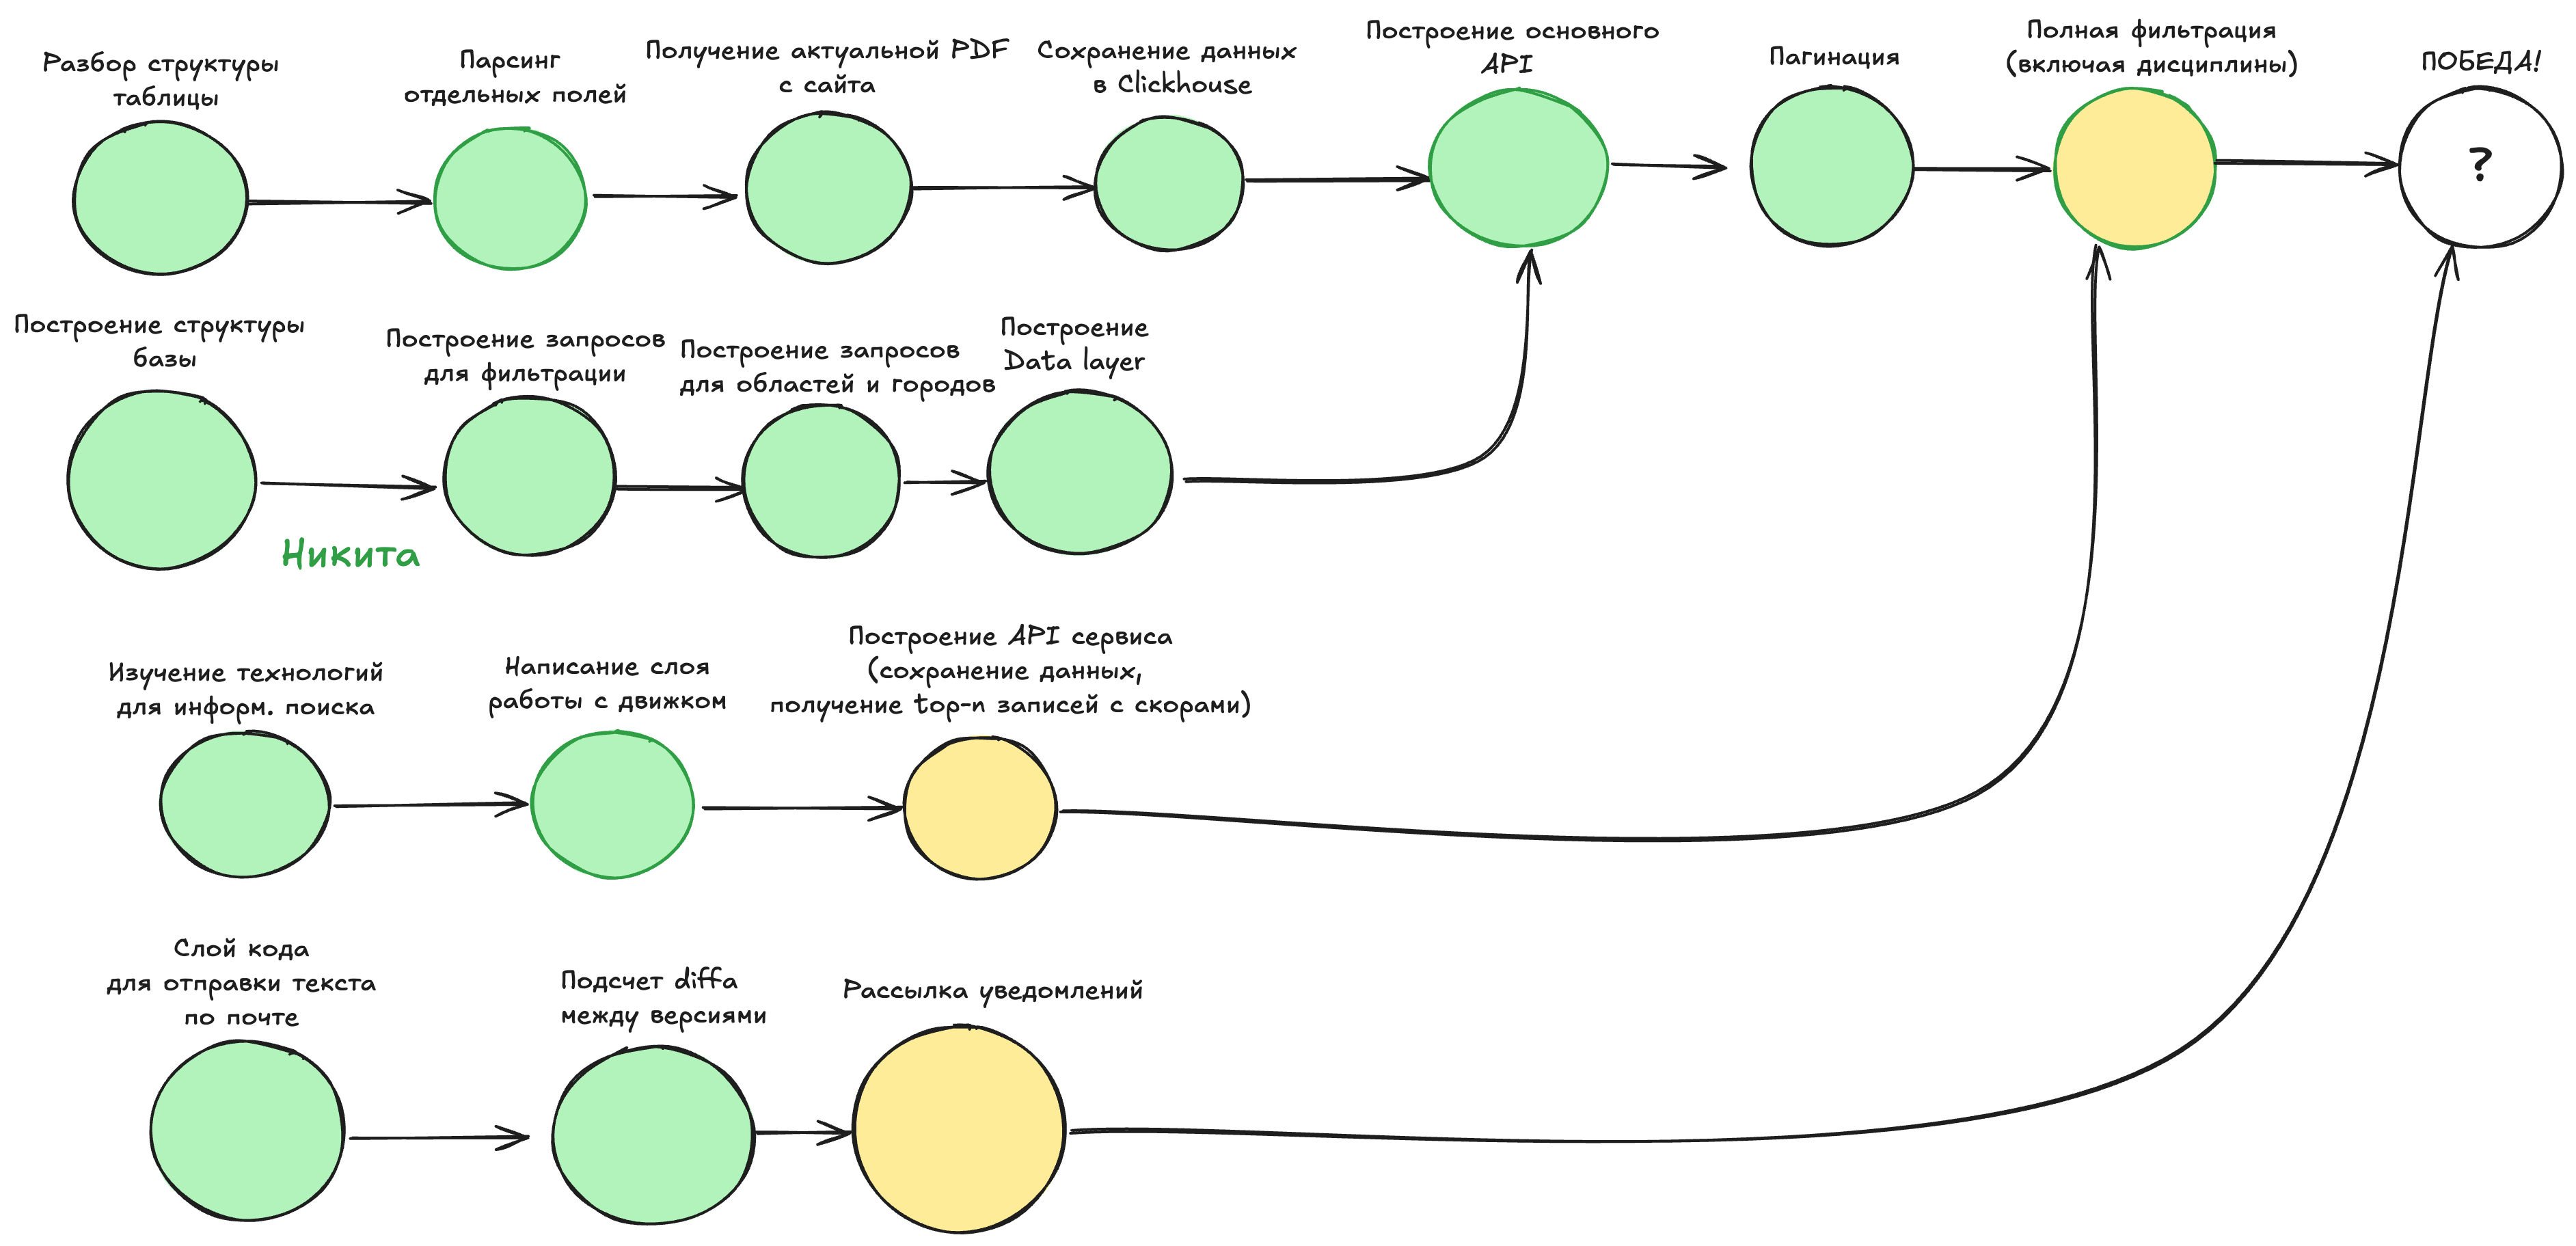 Разбор структуры
таблицы
Парсинг
отдельных полей
Получение актуальной PDF
с сайта
Сохранение данных
в Clickhouse
Построение основного
API
Пагинация
Полная фильтрация
(включая дисциплины)
ПОБЕДА!
?
Построение структуры
базы
Построение запросов
для фильтрации
Построение запросов
для областей и городов
Построение
Data layer
Никита
Изучение технологий
для информ. поиска
Написание слоя
работы с движком
Построение API сервиса
(сохранение данных,
получение top-n записей с скорами)
Слой кода
для отправки текста
по почте
Подсчет diffa
между версиями
Рассылка уведомлений